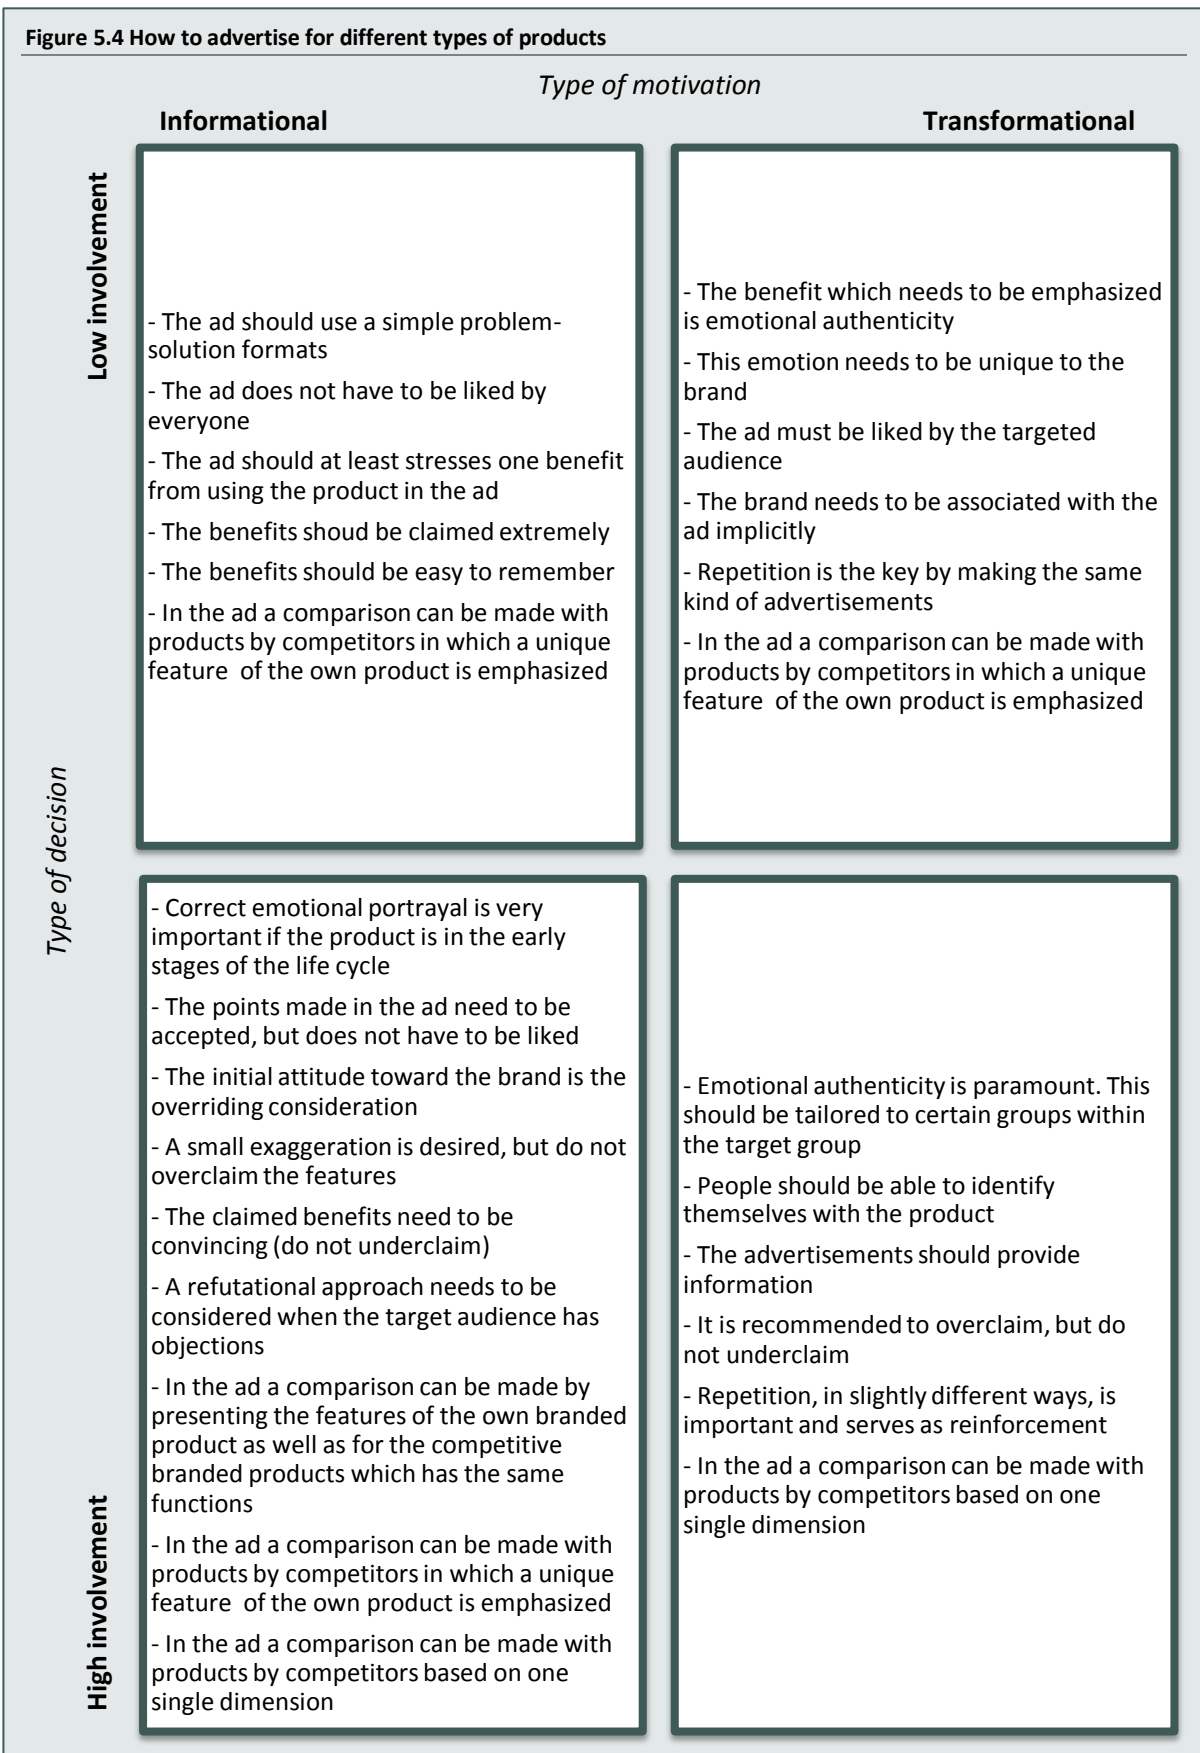 Figure 5.4 How to advertise for different types of products
Type of motivation
Informational
Transformational
Type of decision
Low involvement
- The ad should use a simple problem-
solution formats
- The ad does not have to be liked by
everyone
- The ad should at least stresses one benefit
from using the product in the ad
- The benefits shoud be claimed extremely
- The benefits should be easy to remember
- In the ad a comparison can be made with
products by competitors in which a unique
feature of the own product is emphasized
- The benefit which needs to be emphasized
is emotional authenticity
- This emotion needs to be unique to the
brand
- The ad must be liked by the targeted
audience
- The brand needs to be associated with the
ad implicitly
- Repetition is the key by making the same
kind of advertisements
- In the ad a comparison can be made with
products by competitors in which a unique
feature of the own product is emphasized
High involvement
- Correct emotional portrayal is very
important if the product is in the early
stages of the life cycle
- The points made in the ad need to be
accepted, but does not have to be liked
- The initial attitude toward the brand is the
overriding consideration
- A small exaggeration is desired, but do not
overclaim the features
- The claimed benefits need to be
convincing (do not underclaim)
- A refutational approach needs to be
considered when the target audience has
objections
- In the ad a comparison can be made by
presenting the features of the own branded
product as well as for the competitive
branded products which has the same
functions
- In the ad a comparison can be made with
products by competitors in which a unique
feature of the own product is emphasized
- In the ad a comparison can be made with
products by competitors based on one
single dimension
- Emotional authenticity is paramount. This
should be tailored to certain groups within
the target group
- People should be able to identify
themselves with the product
- The advertisements should provide
information
- It is recommended to overclaim, but do
not underclaim
- Repetition, in slightly different ways, is
important and serves as reinforcement
- In the ad a comparison can be made with
products by competitors based on one
single dimension